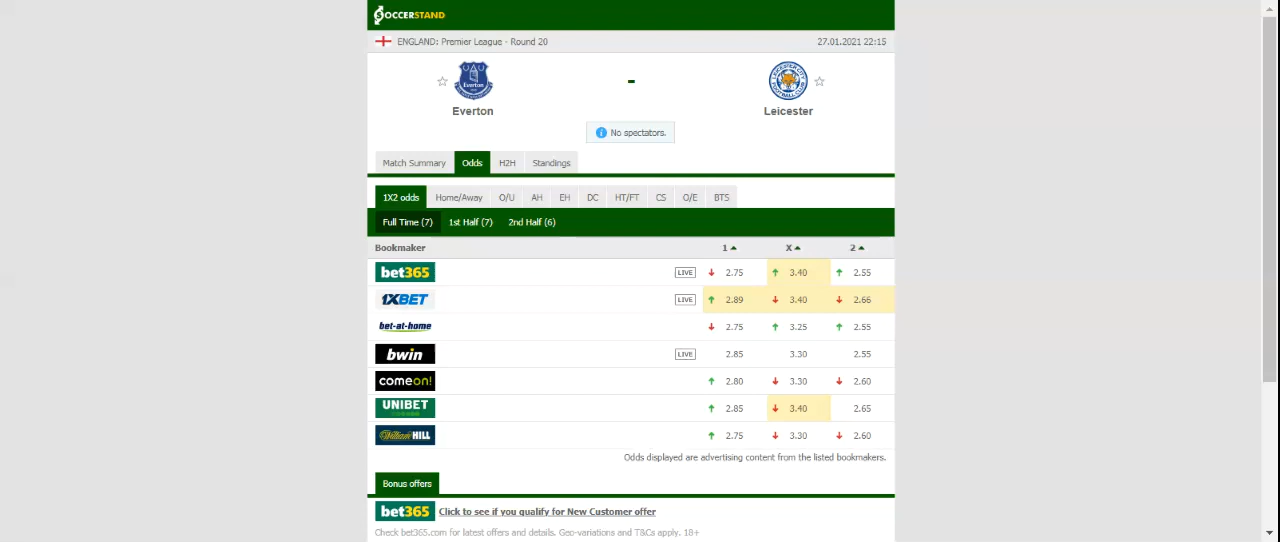 SOCCERSTAND
ENGLAND: Premier League - Round 20 27.01.2021 22:15
-
Everton Leicester
i No spectators.
Match Summary Odds H2H Standings
1X2 odds Home/Away O/U AH EH DC HT/FT CS O/E BTS
Full Time (7) 1st Half (7) 2nd Half (6)
Bookmaker 1 X 2
bet365 LIVE 2.75 3.40 2.55
1XBET LIVE 2.89 3.40 2.66
bet-at-home 2.75 3.25 2.55
bwin LIVE 2.85 3.30 2.55
comeon! 2.80 3.30 2.60
UNIBET 2.85 3.40 2.65
William HILL 2.75 3.30 2.60
Odds displayed are advertising content from the listed bookmakers.
Bonus offers
bet365 Click to see if you qualify for New Customer offer
Check bet365.com for latest offers and details. Geo-variations and T&Cs apply. 18+